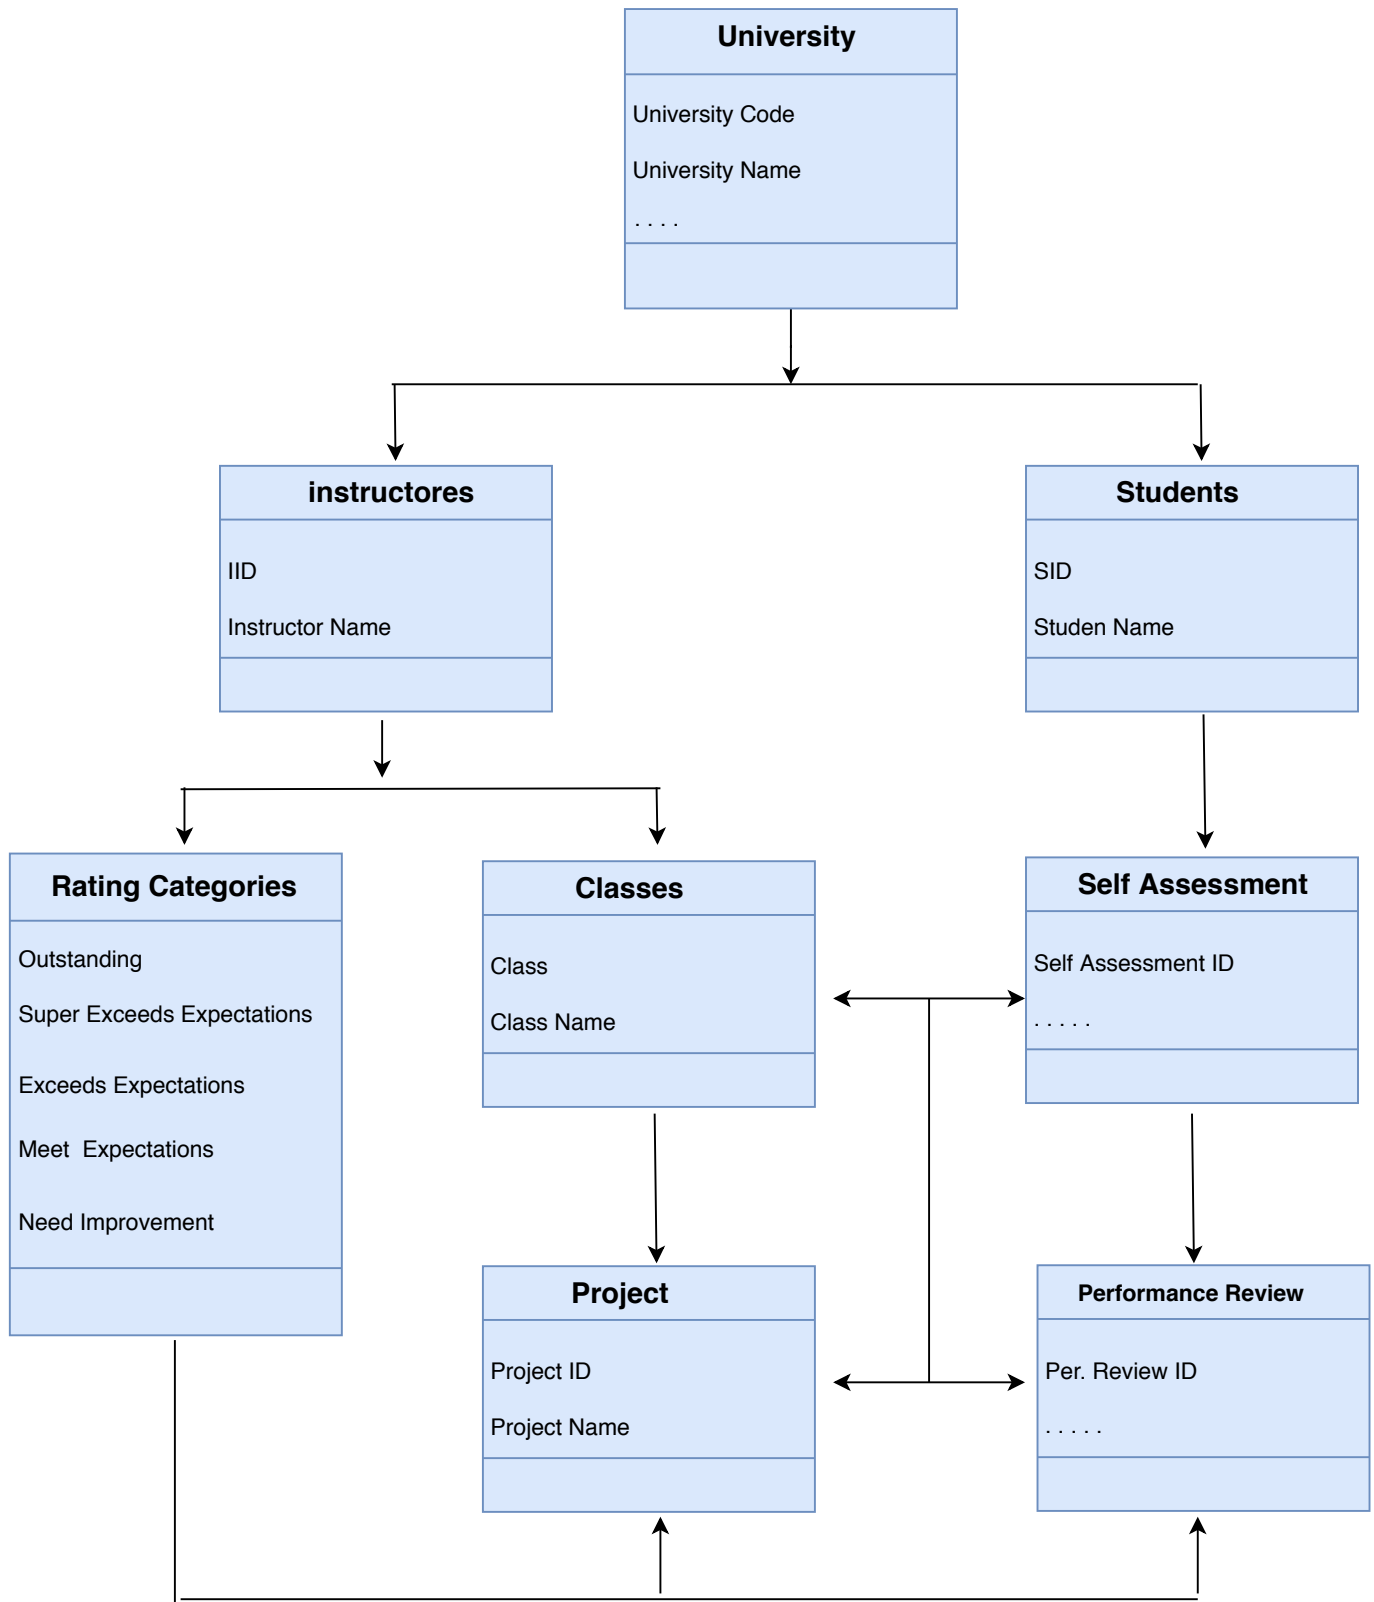 University
University Code
University Name
. . . .
instructores
IID
Instructor Name
Students
SID
Studen Name
Rating Categories
Outstanding
Super Exceeds Expectations
Exceeds Expectations
Meet  Expectations
Need Improvement
Classes
Class
Class Name
Self Assessment
Self Assessment ID
. . . . .
Project
Project ID
Project Name
Performance Review
Per. Review ID
. . . . .